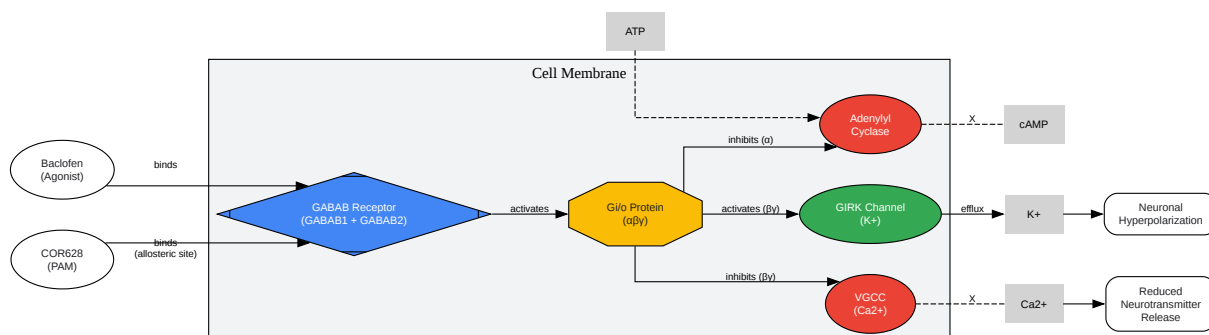 ATP
Cell Membrane
Adenylyl
Cyclase
X
cAMP
inhibits (α)
Baclofen
(Agonist)
binds
GABAB Receptor
(GABAB1 + GABAB2)
activates
Gi/o Protein
(αβγ)
activates (βγ)
GIRK Channel
(K+)
efflux
K+
Neuronal
Hyperpolarization
COR628
(PAM)
binds
(allosteric site)
inhibits (βγ)
VGCC
(Ca2+)
X
Ca2+
Reduced
Neurotransmitter
Release